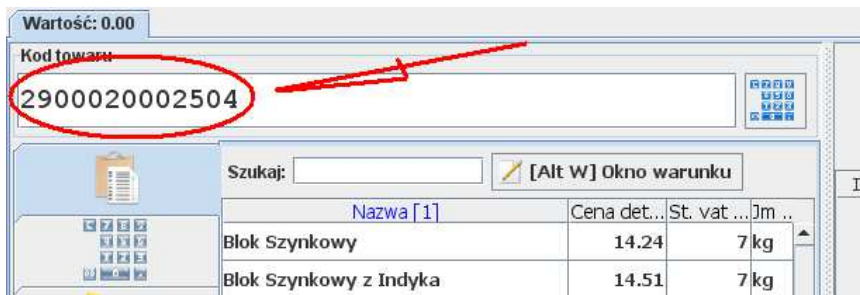 Wartość: 0.00
Kod towaru
2900020002504
Szukaj:
[Alt W] Okno warunku
Nazwa [1]
Cena det...
St. vat ...
Jm ..
Blok Szynkowy
14.24
7
kg
Blok Szynkowy z Indyka
14.51
7
kg